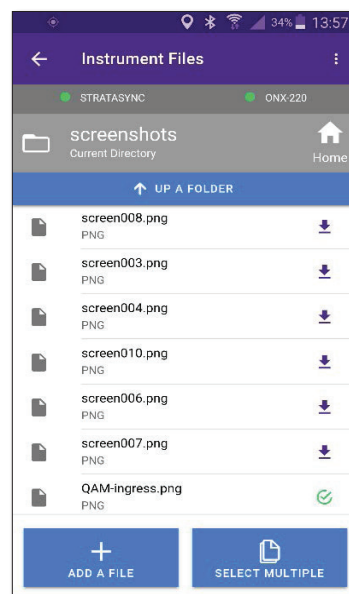 34% 13:57
Instrument Files
STRATASYNC ONX-220
screenshots
Current Directory
Home
UP A FOLDER
screen008.png
PNG
screen003.png
PNG
screen004.png
PNG
screen010.png
PNG
screen006.png
PNG
screen007.png
PNG
QAM-ingress.png
PNG
ADD A FILE SELECT MULTIPLE